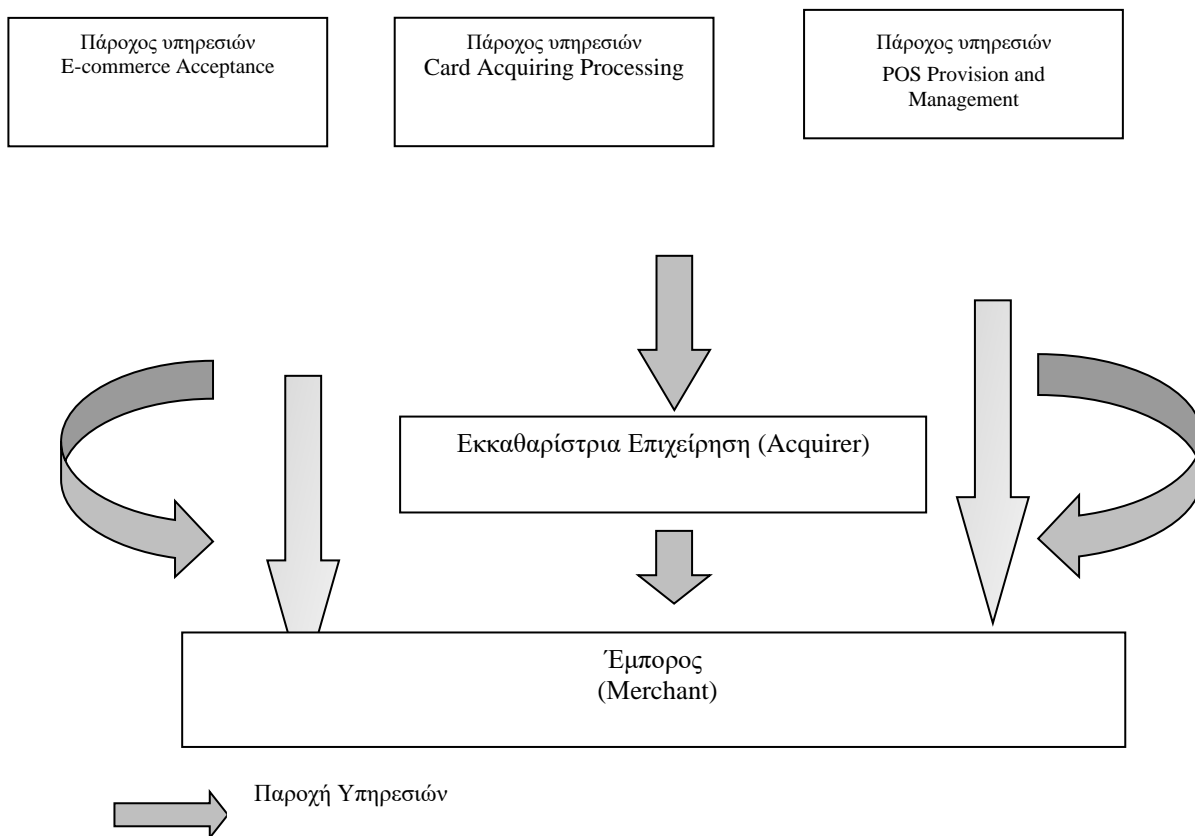 Πάροχος υπηρεσιών
E-commerce Acceptance
Πάροχος υπηρεσιών
Card Acquiring Processing
Πάροχος υπηρεσιών
POS Provision and
Management
Εκκαθαρίστρια Επιχείρηση (Acquirer)
Έμπορος
(Merchant)
Παροχή Υπηρεσιών